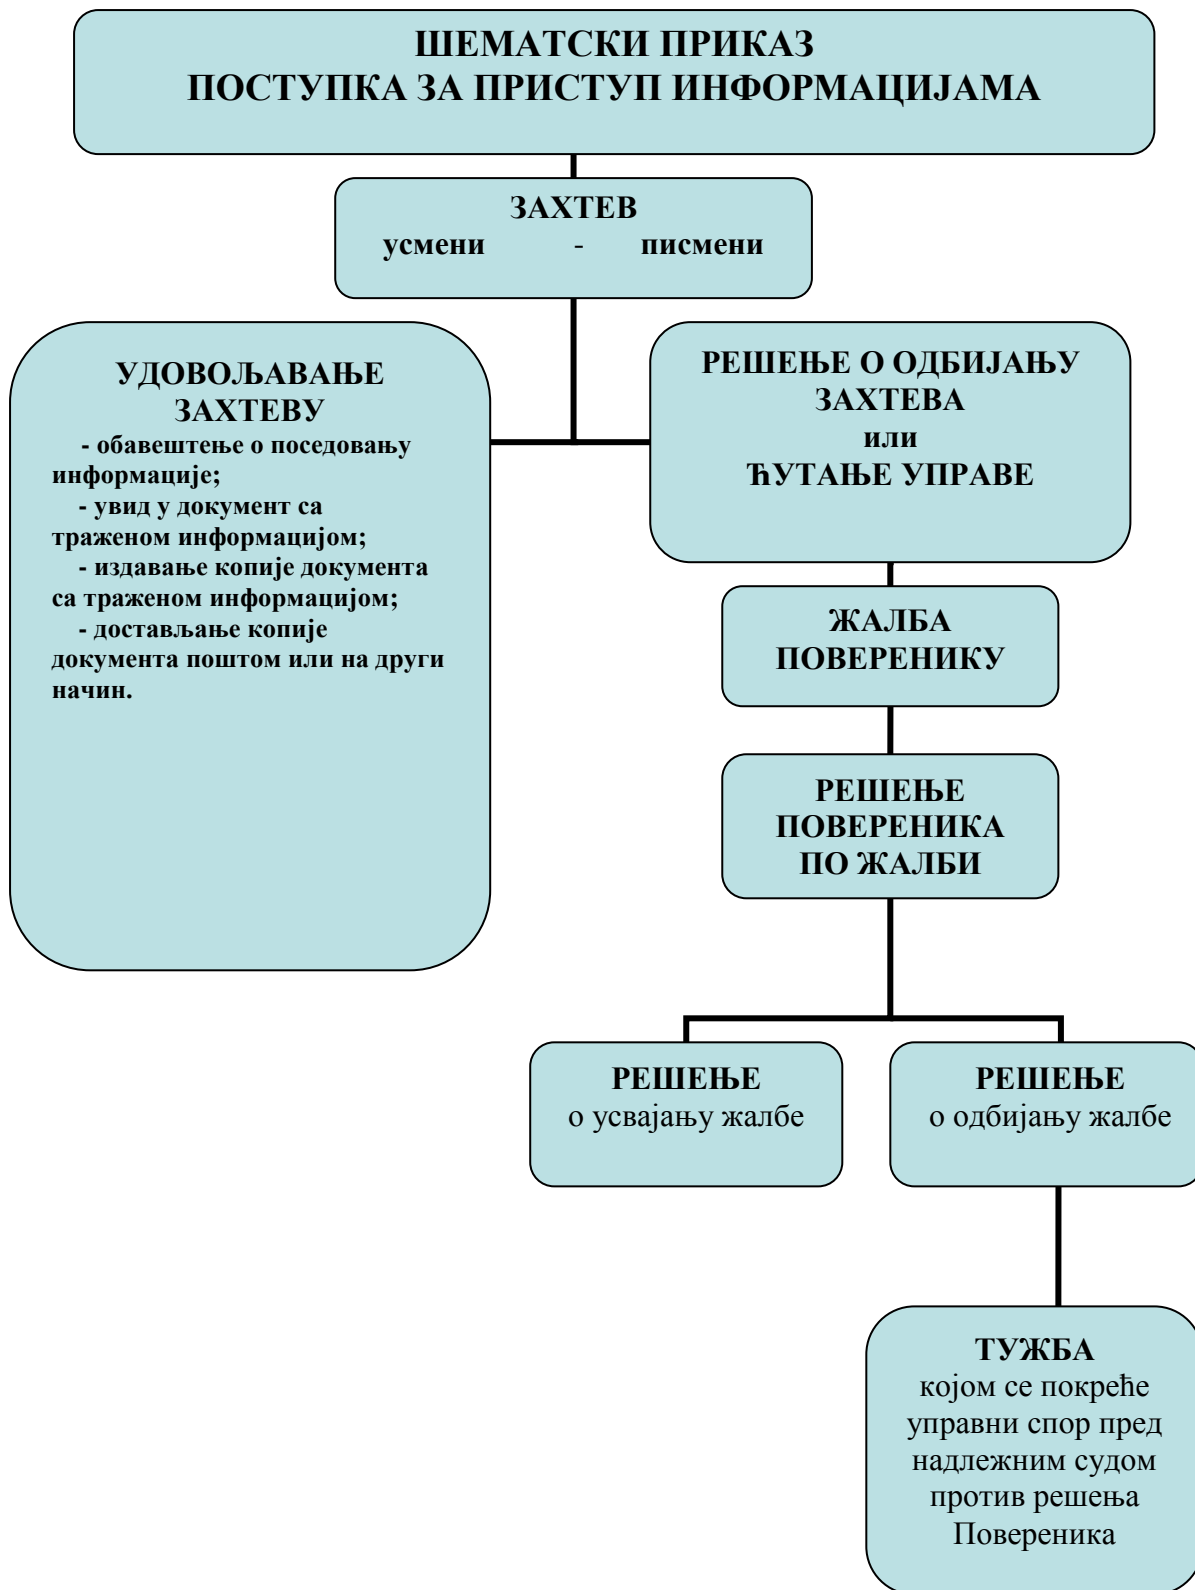 ШЕМАТСКИ ПРИКАЗ
ПОСТУПКА ЗА ПРИСТУП ИНФОРМАЦИЈАМА
ЗАХТЕВ
усмени - писмени
УДОВОЉАВАЊЕ
ЗАХТЕВУ
- обавештење о поседовању
информације;
- увид у документ са
траженом информацијом;
- издавање копије документа
са траженом информацијом;
- достављање копије
документа поштом или на други
начин.
РЕШЕЊЕ О ОДБИЈАЊУ
ЗАХТЕВА
или
ЋУТАЊЕ УПРАВЕ
ЖАЛБА
ПОВЕРЕНИКУ
РЕШЕЊЕ
ПОВЕРЕНИКА
ПО ЖАЛБИ
РЕШЕЊЕ
о усвајању жалбе
РЕШЕЊЕ
о одбијању жалбе
ТУЖБА
којом се покреће
управни спор пред
надлежним судом
против решења
Повереника